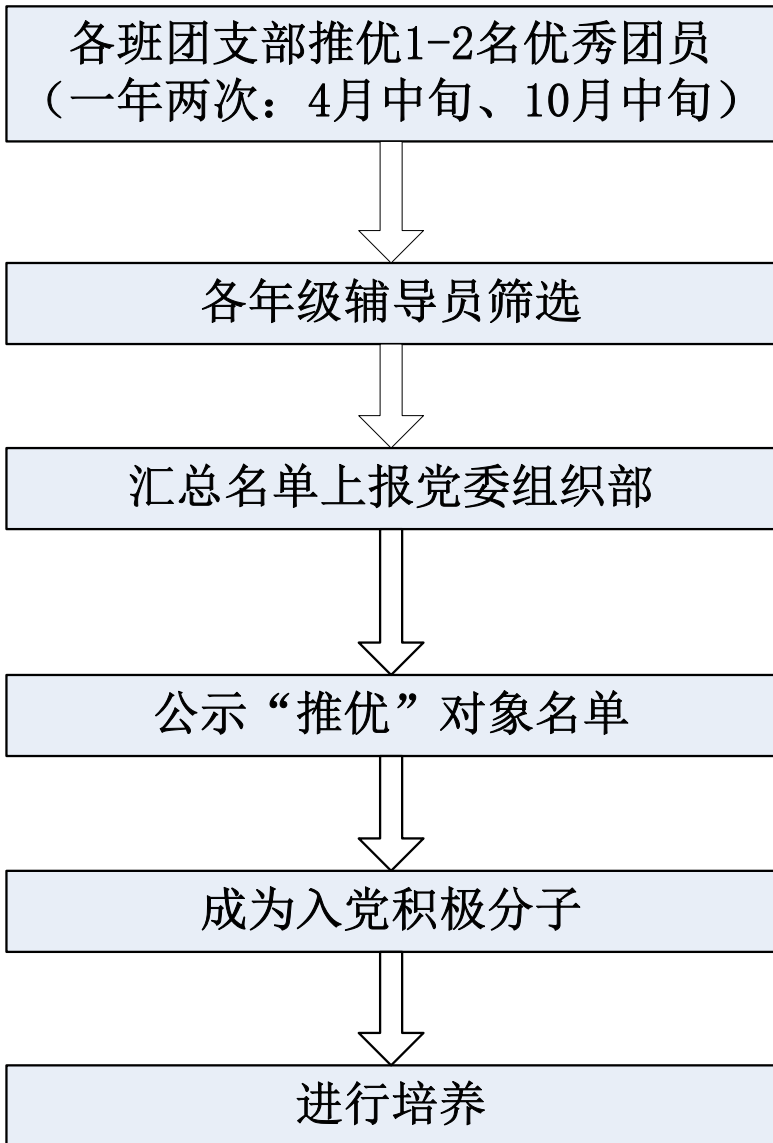 各班团支部推优1-2名优秀团员
（一年两次：4月中旬、10月中旬）
各年级辅导员筛选
汇总名单上报党委组织部
公示“推优”对象名单
成为入党积极分子
进行培养